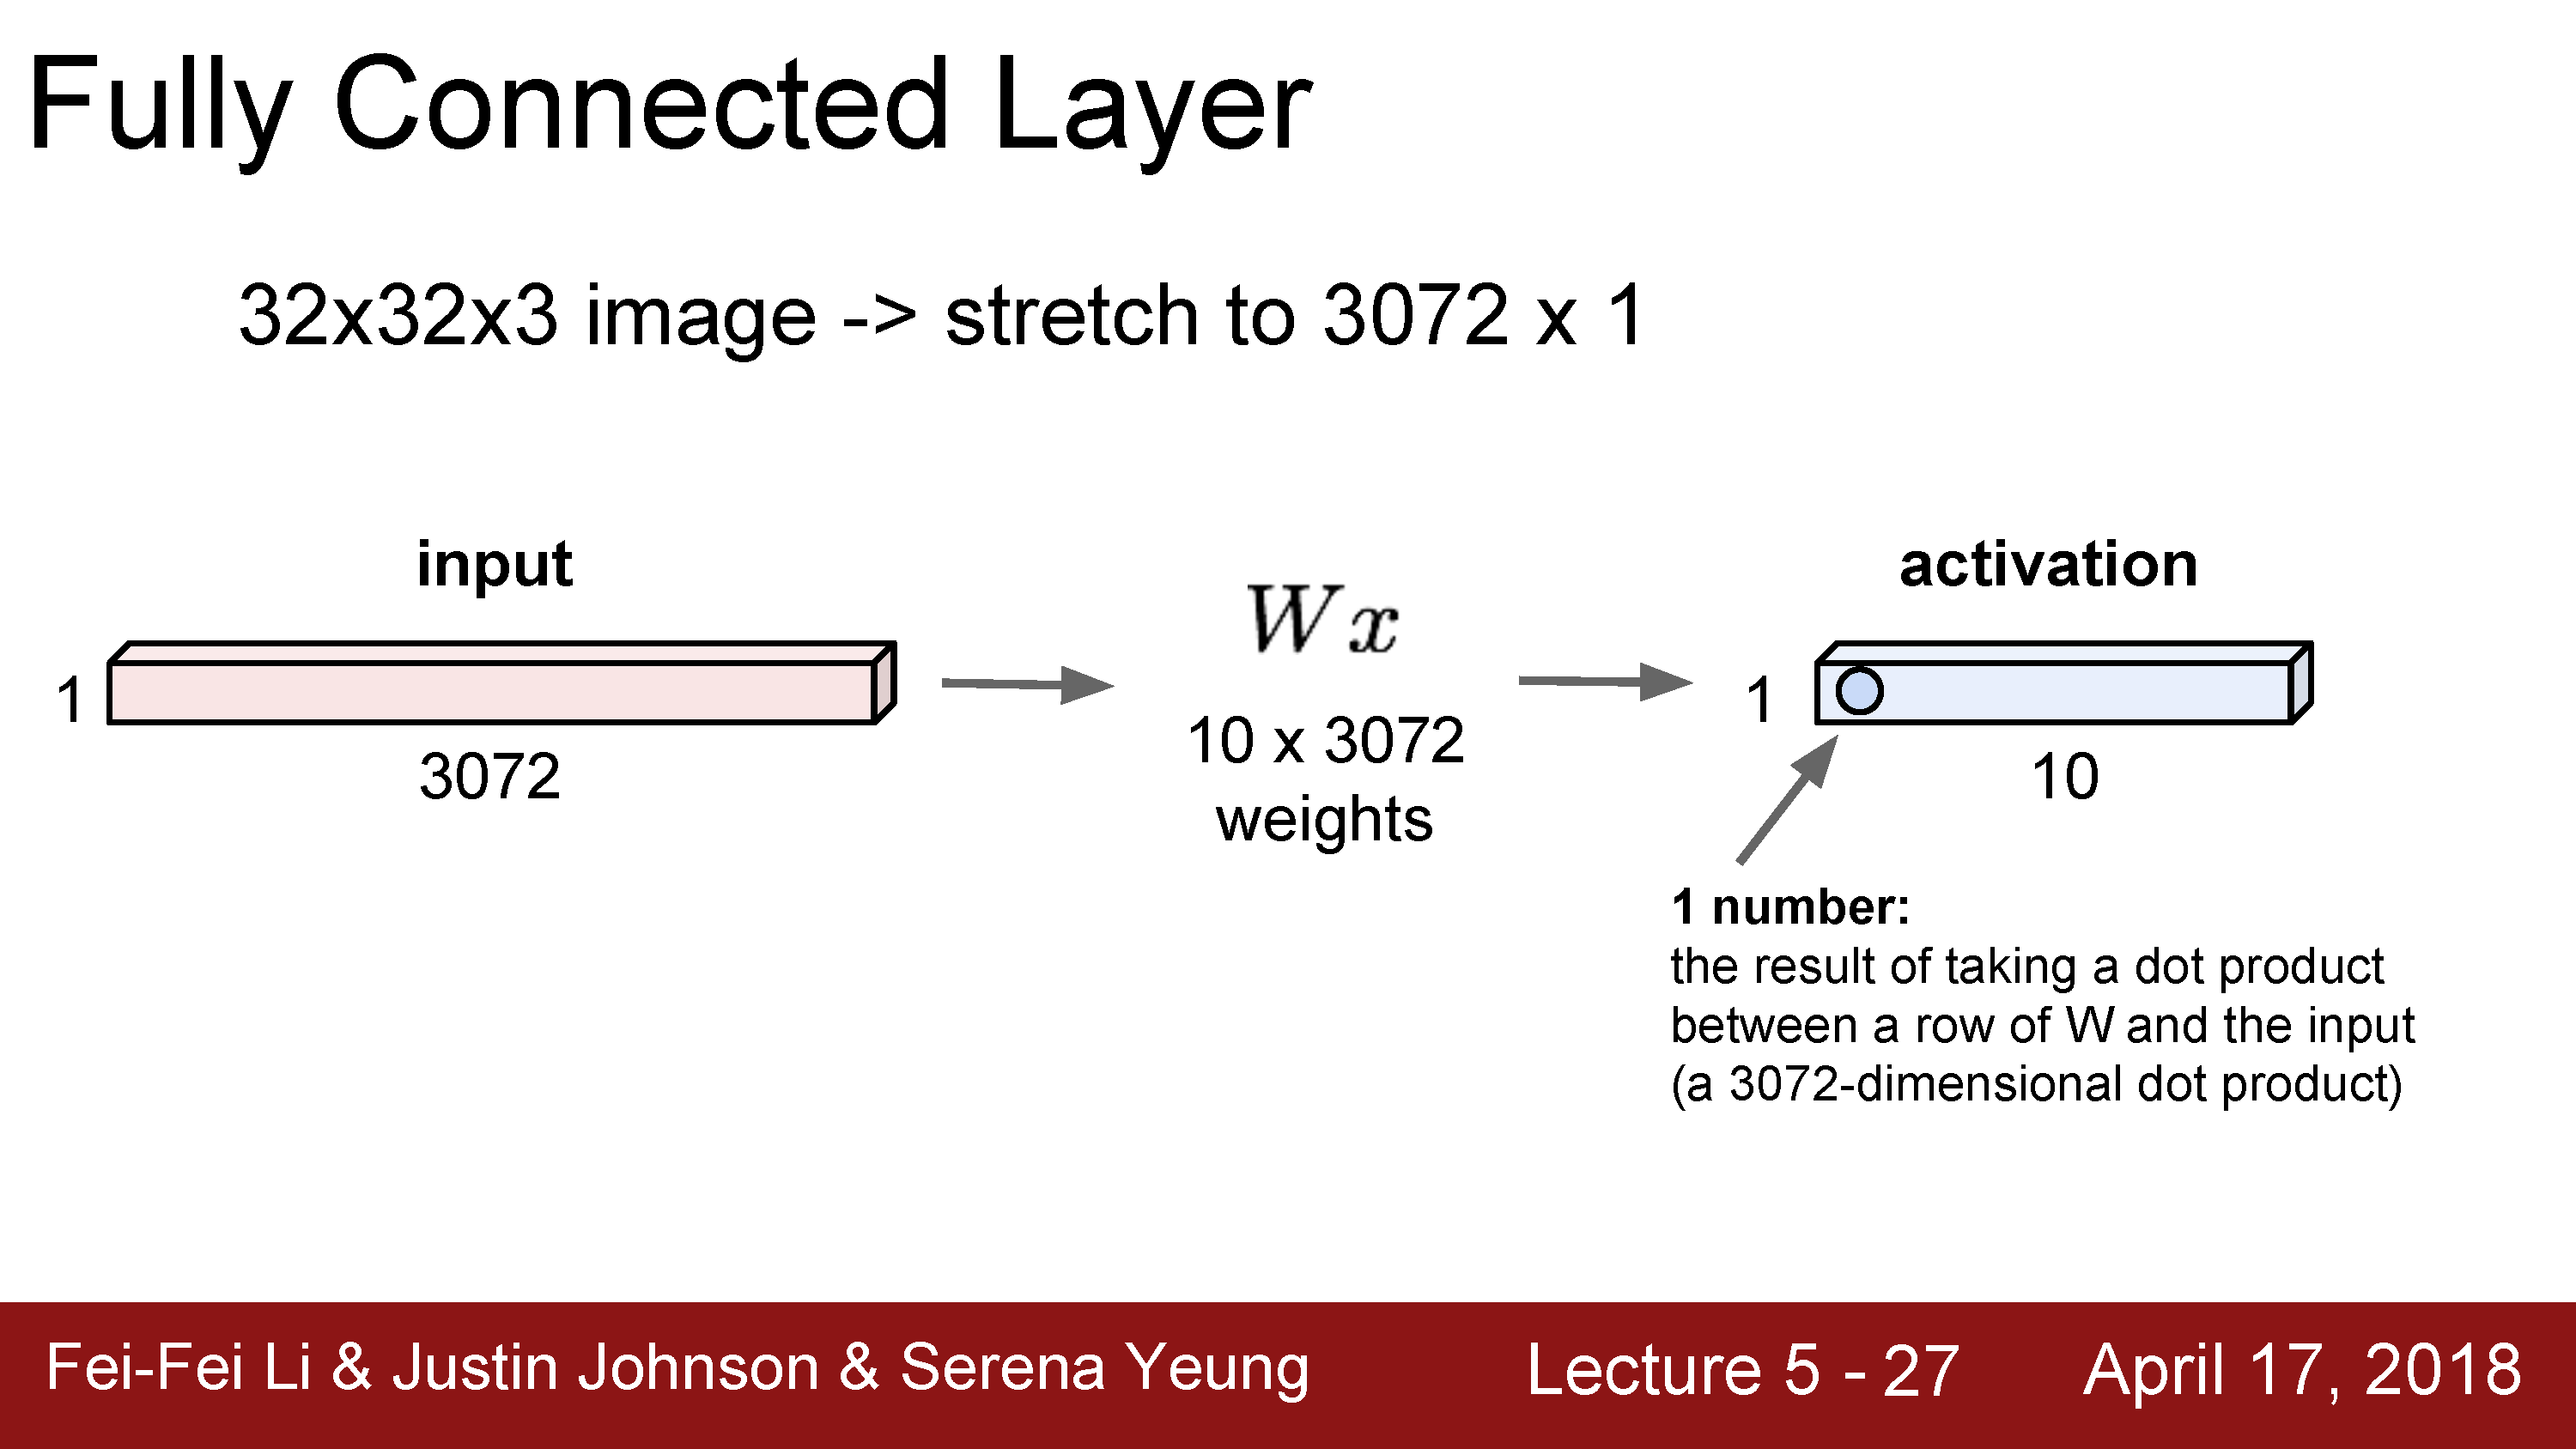 Fully Connected Layer
32x32x3 image -> stretch to 3072 x 1
input
1
3072
Wx
10 x 3072
weights
activation
1
10
1 number:
the result of taking a dot product
between a row of W and the input
(a 3072-dimensional dot product)
Fei-Fei Li & Justin Johnson & Serena Yeung
Lecture 5 - 27
April 17, 2018